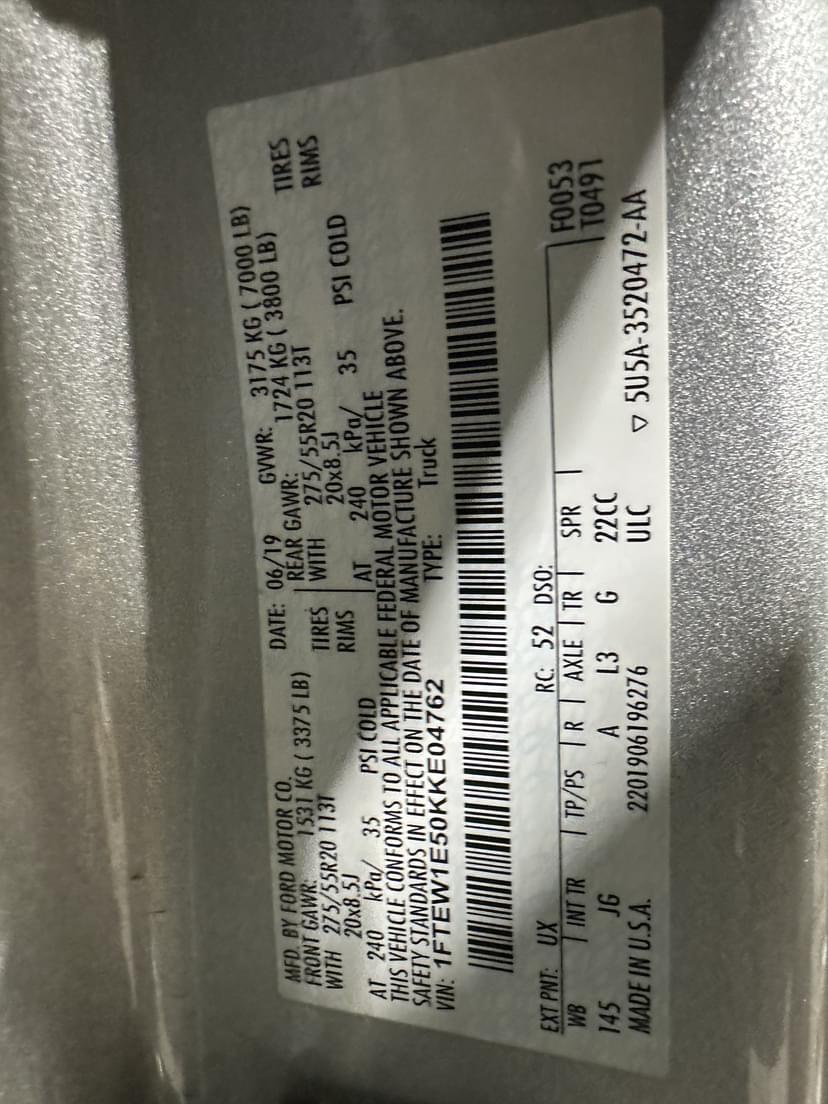 MFD. BY FORD MOTOR CO. DATE: 06/19 GVWR: 3175 KG ( 7000 LB)
FRONT GAWR: 1531 KG ( 3375 LB) REAR GAWR: 1724 KG ( 3800 LB)
WITH 275/55R20 113T TIRES WITH 275/55R20 113T TIRES
20x8.5J RIMS 20x8.5J RIMS
AT 240 kPa/ 35 PSI COLD AT 240 kPa/ 35 PSI COLD
THIS VEHICLE CONFORMS TO ALL APPLICABLE FEDERAL MOTOR VEHICLE
SAFETY STANDARDS IN EFFECT ON THE DATE OF MANUFACTURE SHOWN ABOVE.
VIN: 1FTEW1E50KKE04762 TYPE: Truck
EXT PNT: UX RC: 52 DSO: F0053
WB INT TR TP/PS R AXLE TR SPR T0491
145 JG A L3 G 22CC
MADE IN U.S.A. 2201906196276 ULC ▽ 5U5A-3520472-AA